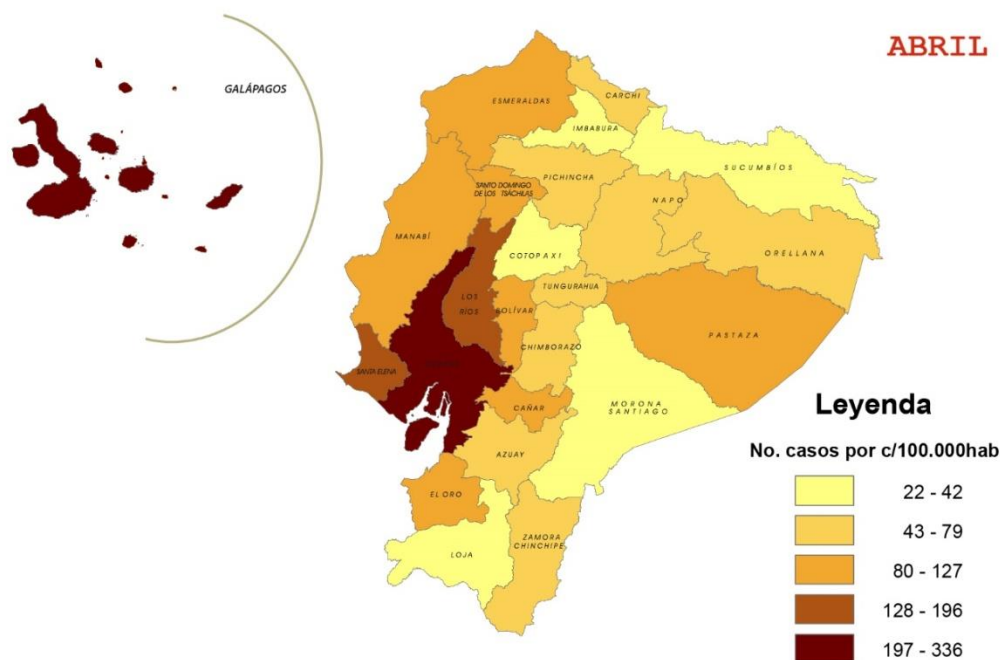 ABRIL
GALÁPAGOS
CARCHI
ESMERALDAS
IMBABURA
SUCUMBÍOS
PICHINCHA
SANTO DOMINGO
DE LOS TSÁCHILAS
NAPO
MANABÍ
ORELLANA
COTOPAXI
TUNGURAHUA
LOS
RÍOS
BOLÍVAR
PASTAZA
CHIMBORAZO
SANTA ELENA
CAÑAR
MORONA
SANTIAGO
AZUAY
EL ORO
ZAMORA
CHINCHIPE
LOJA
Leyenda
No. casos por c/100.000hab
22 - 42
43 - 79
80 - 127
128 - 196
197 - 336